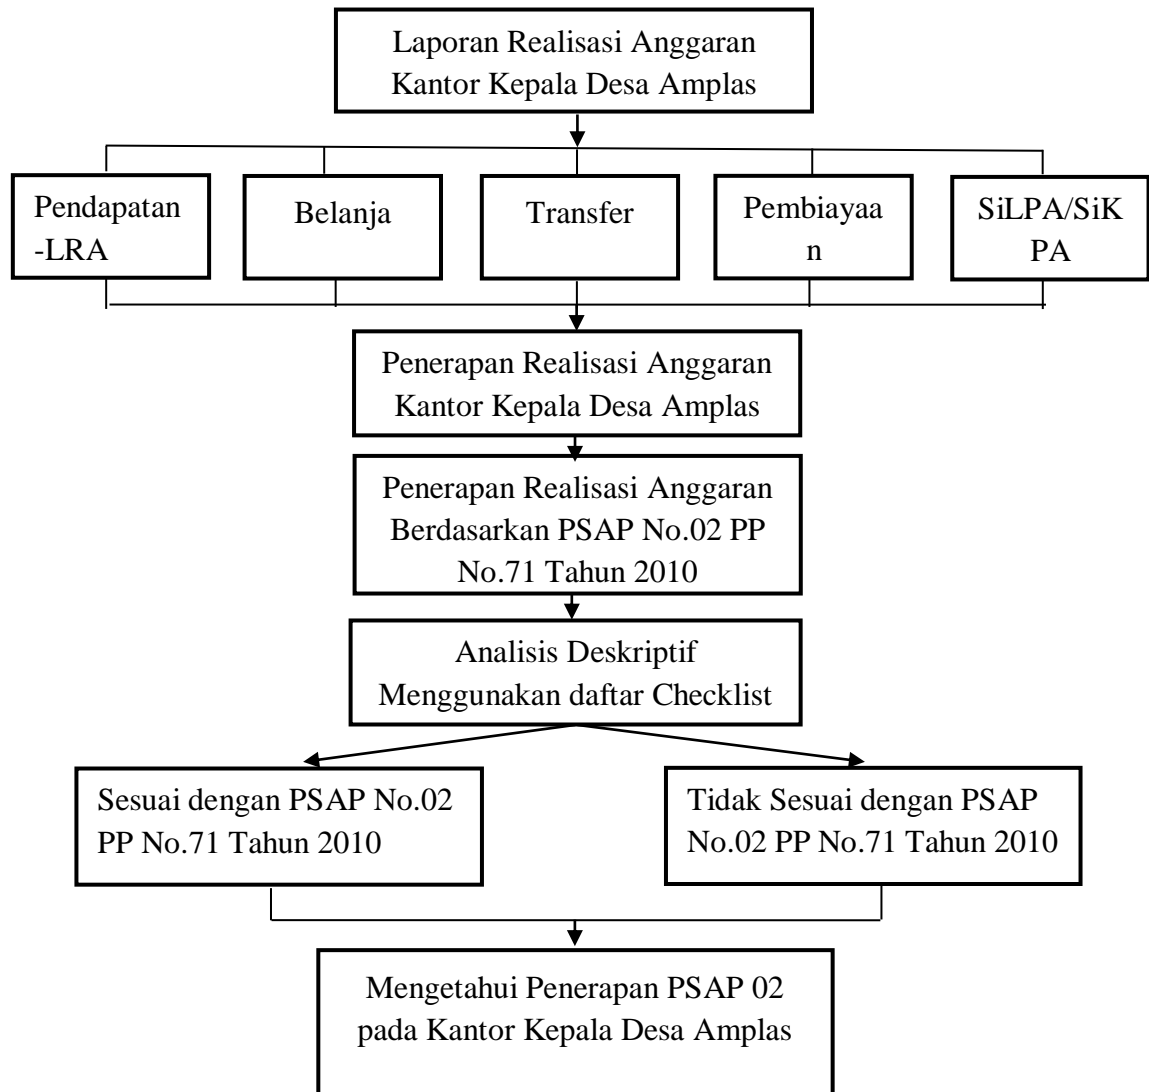 Laporan Realisasi Anggaran
Kantor Kepala Desa Amplas
Pendapatan
-LRA
Belanja
Transfer
Pembiayaa
n
SiLPA/SiK
PA
Penerapan Realisasi Anggaran
Kantor Kepala Desa Amplas
Penerapan Realisasi Anggaran
Berdasarkan PSAP No.02 PP
No.71 Tahun 2010
Analisis Deskriptif
Menggunakan daftar Checklist
Sesuai dengan PSAP No.02
PP No.71 Tahun 2010
Tidak Sesuai dengan PSAP
No.02 PP No.71 Tahun 2010
Mengetahui Penerapan PSAP 02
pada Kantor Kepala Desa Amplas